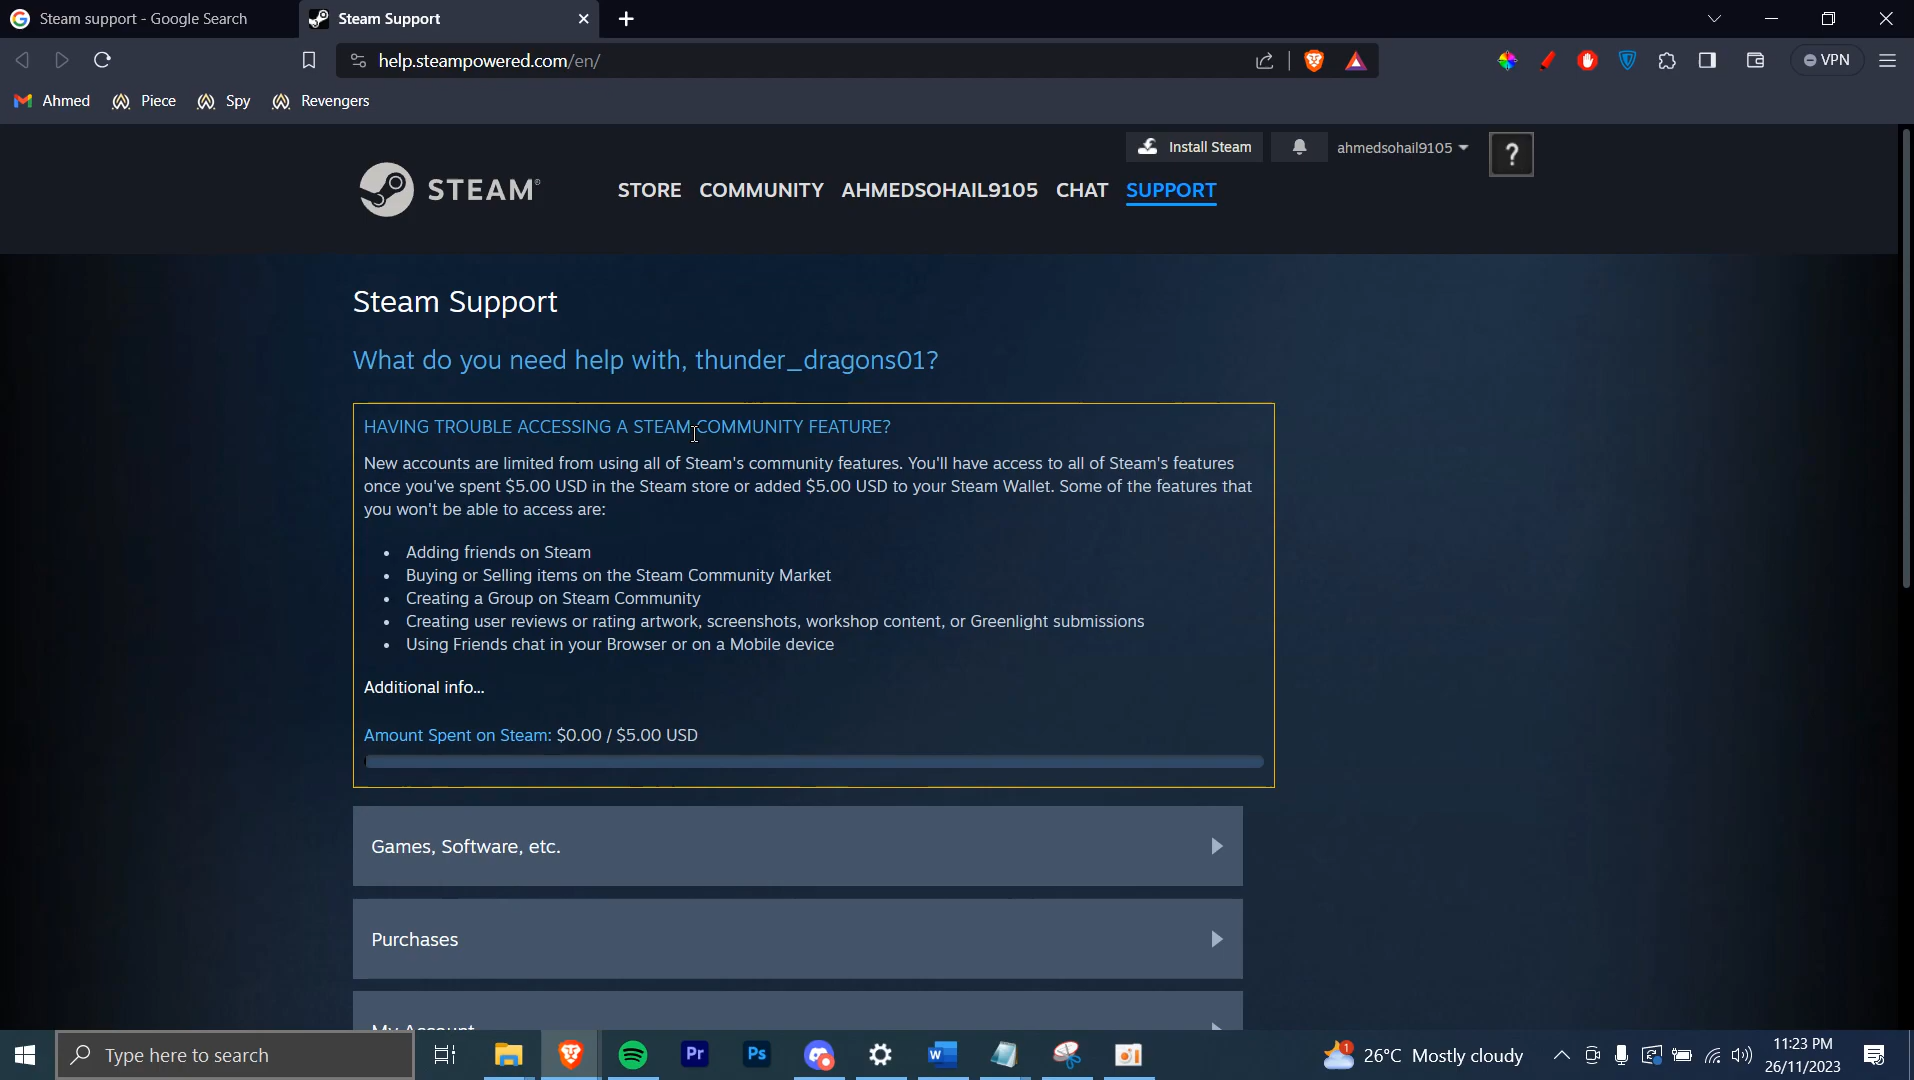 Steam support - Google Search
Steam Support
help.steampowered.com/en/
VPN
Ahmed
Piece
Spy
Revengers
Install Steam
ahmedsohail9105
?
STEAM®
STORE
COMMUNITY
AHMEDSOHAIL9105
CHAT
SUPPORT
Steam Support
What do you need help with, thunder_dragons01?
HAVING TROUBLE ACCESSING A STEAM COMMUNITY FEATURE?
New accounts are limited from using all of Steam's community features. You'll have access to all of Steam's features
once you've spent $5.00 USD in the Steam store or added $5.00 USD to your Steam Wallet. Some of the features that
you won't be able to access are:
• Adding friends on Steam
• Buying or Selling items on the Steam Community Market
• Creating a Group on Steam Community
• Creating user reviews or rating artwork, screenshots, workshop content, or Greenlight submissions
• Using Friends chat in your Browser or on a Mobile device
Additional info...
Amount Spent on Steam: $0.00 / $5.00 USD
Games, Software, etc.
Purchases
My Account
Type here to search
Pr
Ps
26°C Mostly cloudy
11:23 PM
26/11/2023